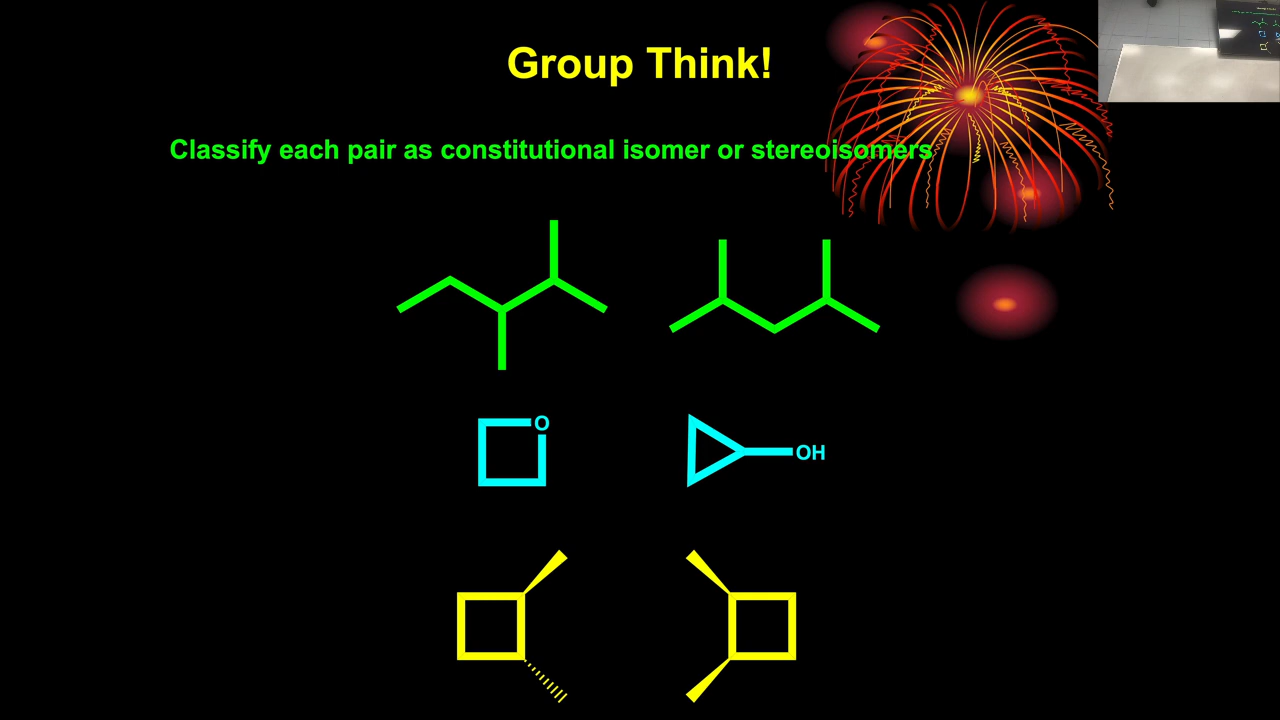 Group Think!
Classify each pair as constitutional isomer or stereoisomers
O
OH